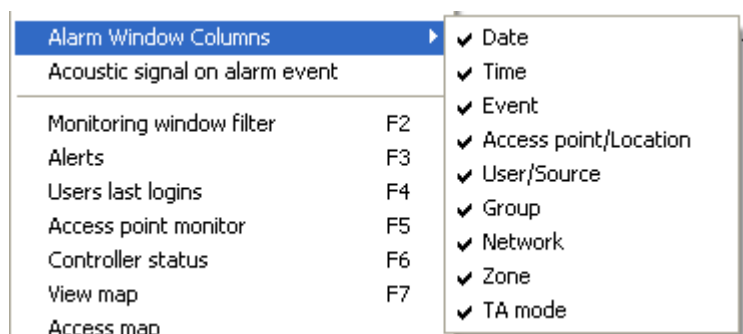 Alarm Window Columns
Acoustic signal on alarm event
Monitoring window filter F2
Alerts F3
Users last logins F4
Access point monitor F5
Controller status F6
View map F7
Access map
Date
Time
Event
Access point/Location
User/Source
Group
Network
Zone
TA mode